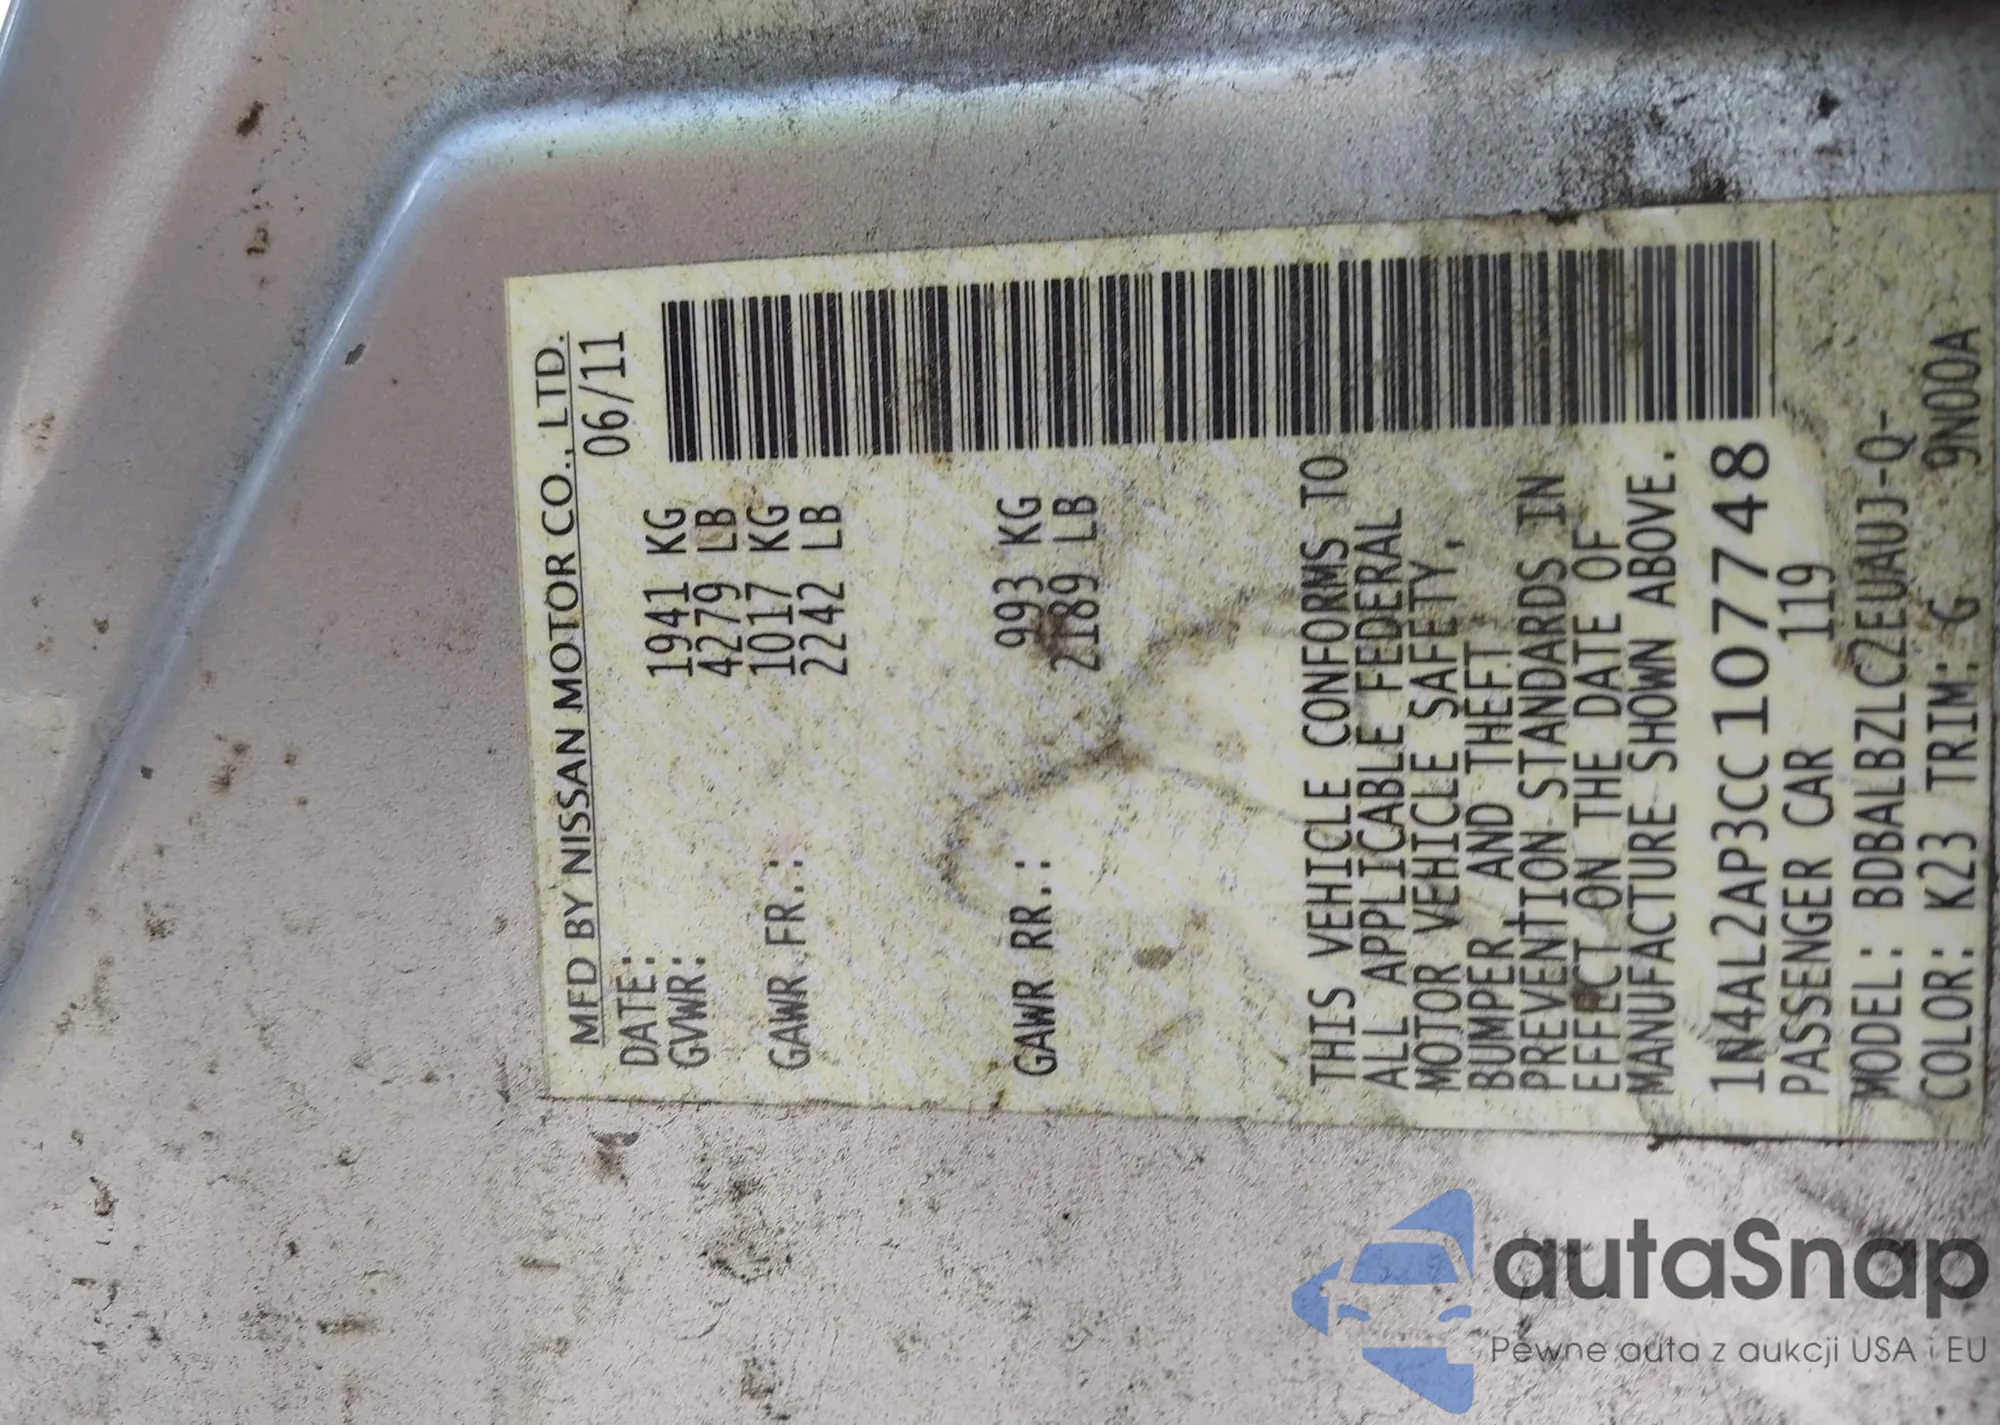 MFD BY NISSAN MOTOR CO., LTD.
DATE: 06/11
GVWR: 1941 KG
4279 LB
GAWR FR.: 1017 KG
2242 LB
GAWR RR.: 993 KG
2189 LB
THIS VEHICLE CONFORMS TO
ALL APPLICABLE FEDERAL
MOTOR VEHICLE SAFETY,
BUMPER AND THEFT
PREVENTION STANDARDS IN
EFFECT ON THE DATE OF
MANUFACTURE SHOWN ABOVE.
1N4AL2AP3CC107748
PASSENGER CAR 119
MODEL: BDBALBZLC2EUAUJ-Q-
COLOR: K23 TRIM: G 9N00A
autaSnap
Pewne auta z aukcji USA i EU